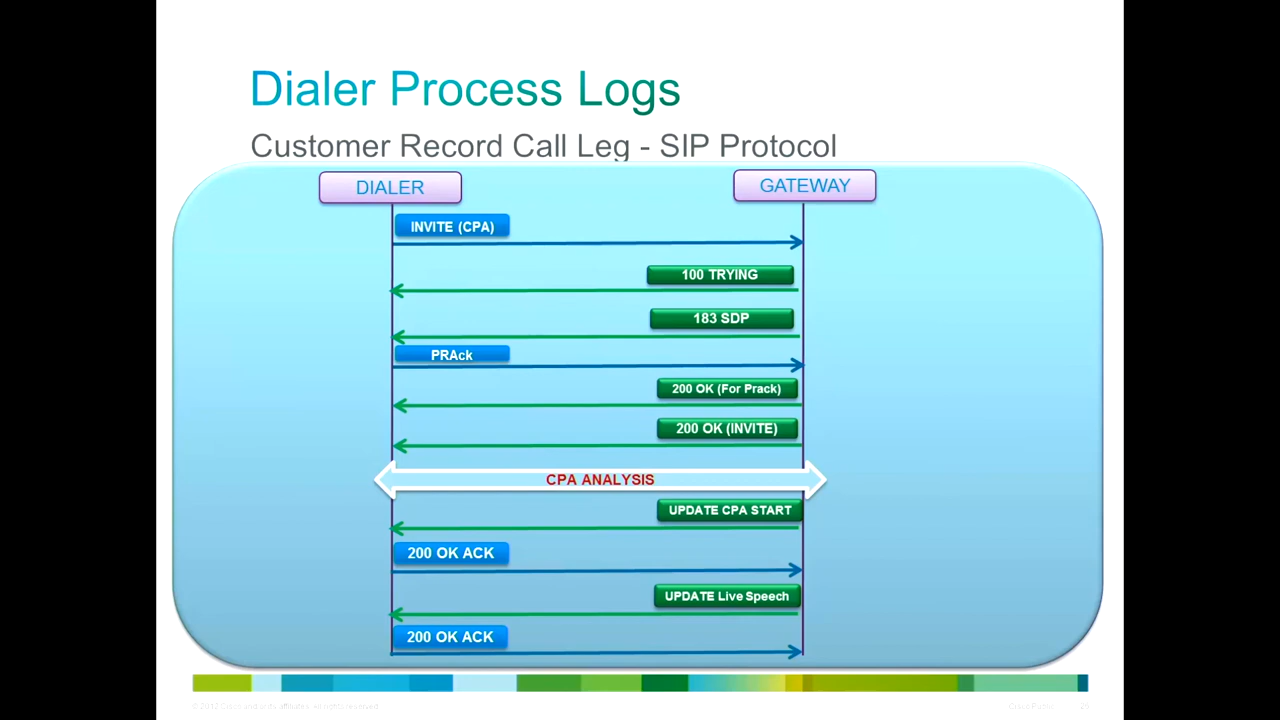 Dialer Process Logs
Customer Record Call Leg - SIP Protocol
DIALER
GATEWAY
INVITE (CPA)
100 TRYING
183 SDP
PRAck
200 OK (For Prack)
200 OK (INVITE)
CPA ANALYSIS
UPDATE CPA START
200 OK ACK
UPDATE Live Speech
200 OK ACK